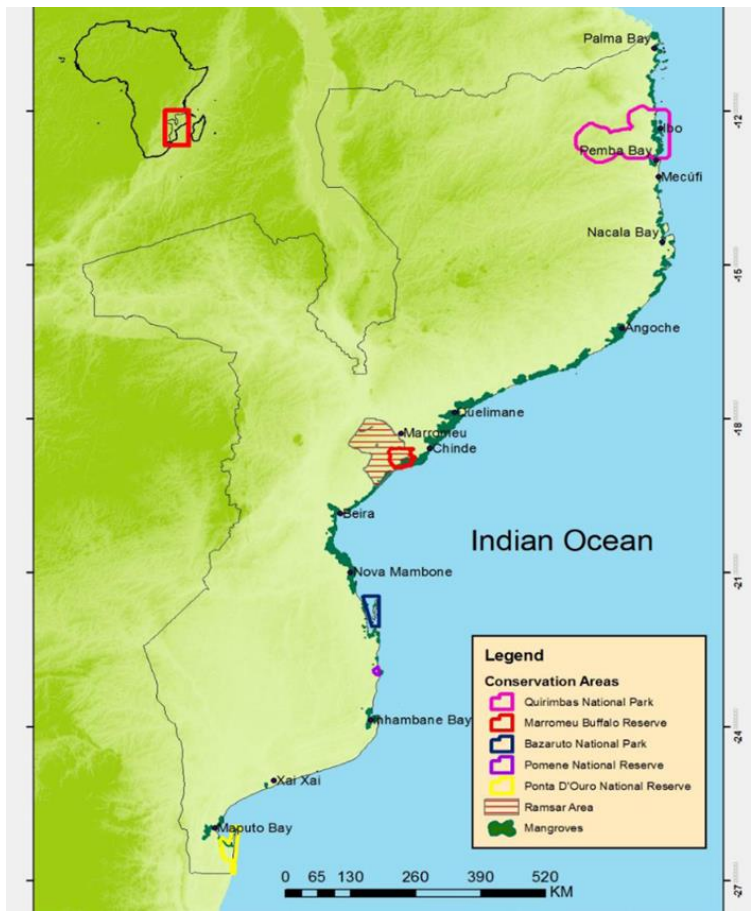 Palma Bay
-12
Ibo
Pemba Bay
Mecúfi
Nacala Bay
-15
Angoche
Quelimane
-18
Marromeu
Chinde
Beira
Indian Ocean
-21
Nova Mambone
Legend
Conservation Areas
Quirimbas National Park
Marromeu Buffalo Reserve
Bazaruto National Park
Pomene National Reserve
Ponta D'Ouro National Reserve
Ramsar Area
Mangroves
-24
Inhambane Bay
Xai Xai
Maputo Bay
0 65 130 260 390 520
KM
-27